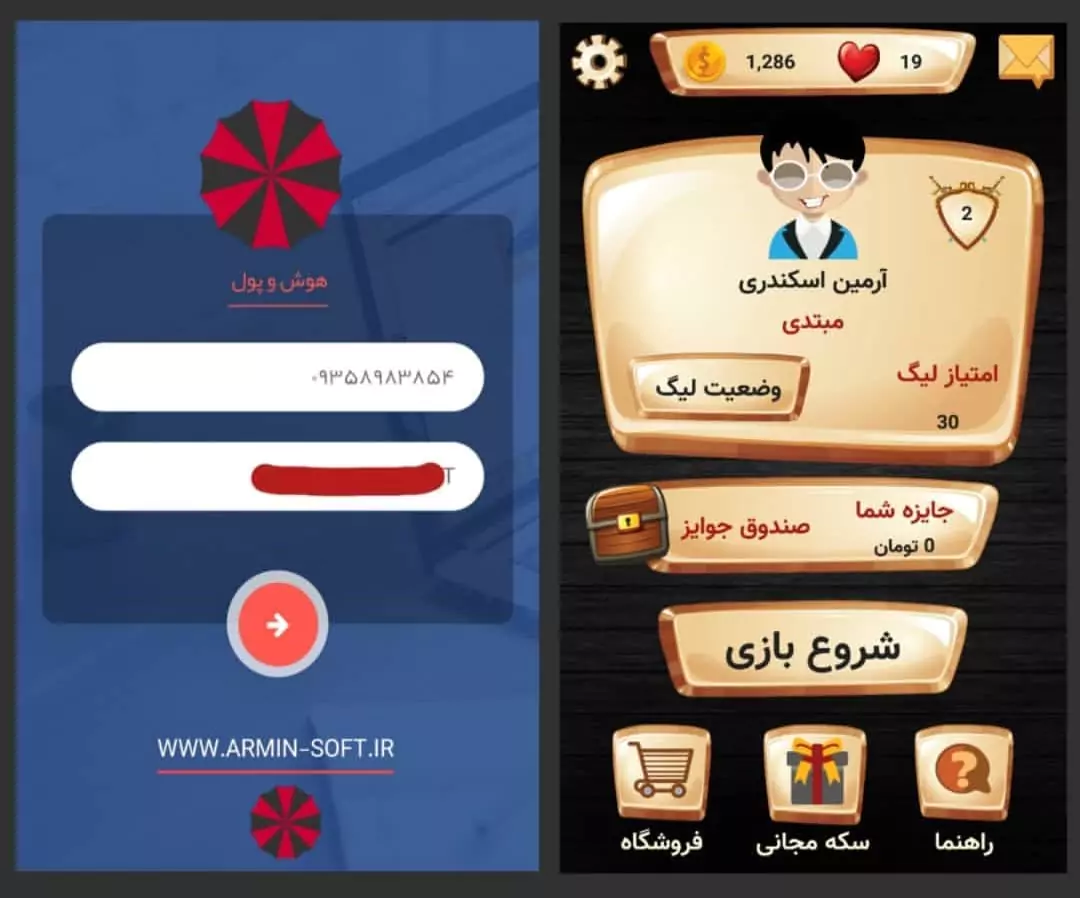 هوش و پول
۰۹۳۵۸۹۸۳۸۵۴
T
WWW.ARMIN-SOFT.IR
1,286
19
2
آرمین اسکندری
مبتدی
امتیاز لیگ
وضعیت لیگ
30
جایزه شما
صندوق جوایز
0 تومان
شروع بازی
راهنما
سکه مجانی
فروشگاه